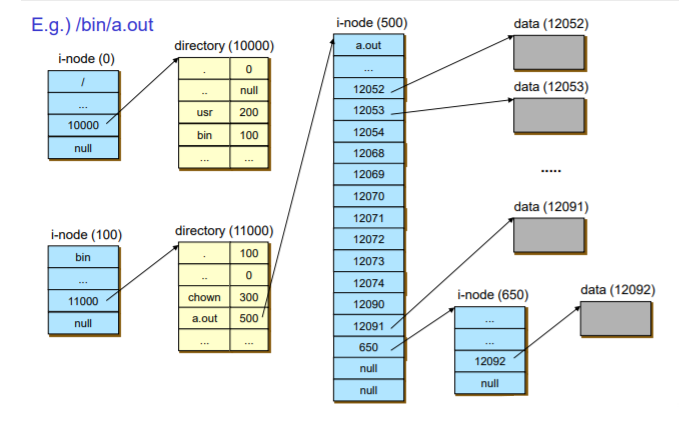 E.g.) /bin/a.out
i-node (0)
/
...
10000
null
directory (10000)
. 0
.. null
usr 200
bin 100
... ...
i-node (100)
bin
...
11000
null
directory (11000)
. 100
.. 0
chown 300
a.out 500
... ...
i-node (500)
a.out
...
12052
12053
12054
12068
12069
12070
12071
12072
12073
12074
12090
12091
650
null
null
data (12052)
data (12053)
.....
data (12091)
i-node (650)
...
...
12092
null
data (12092)